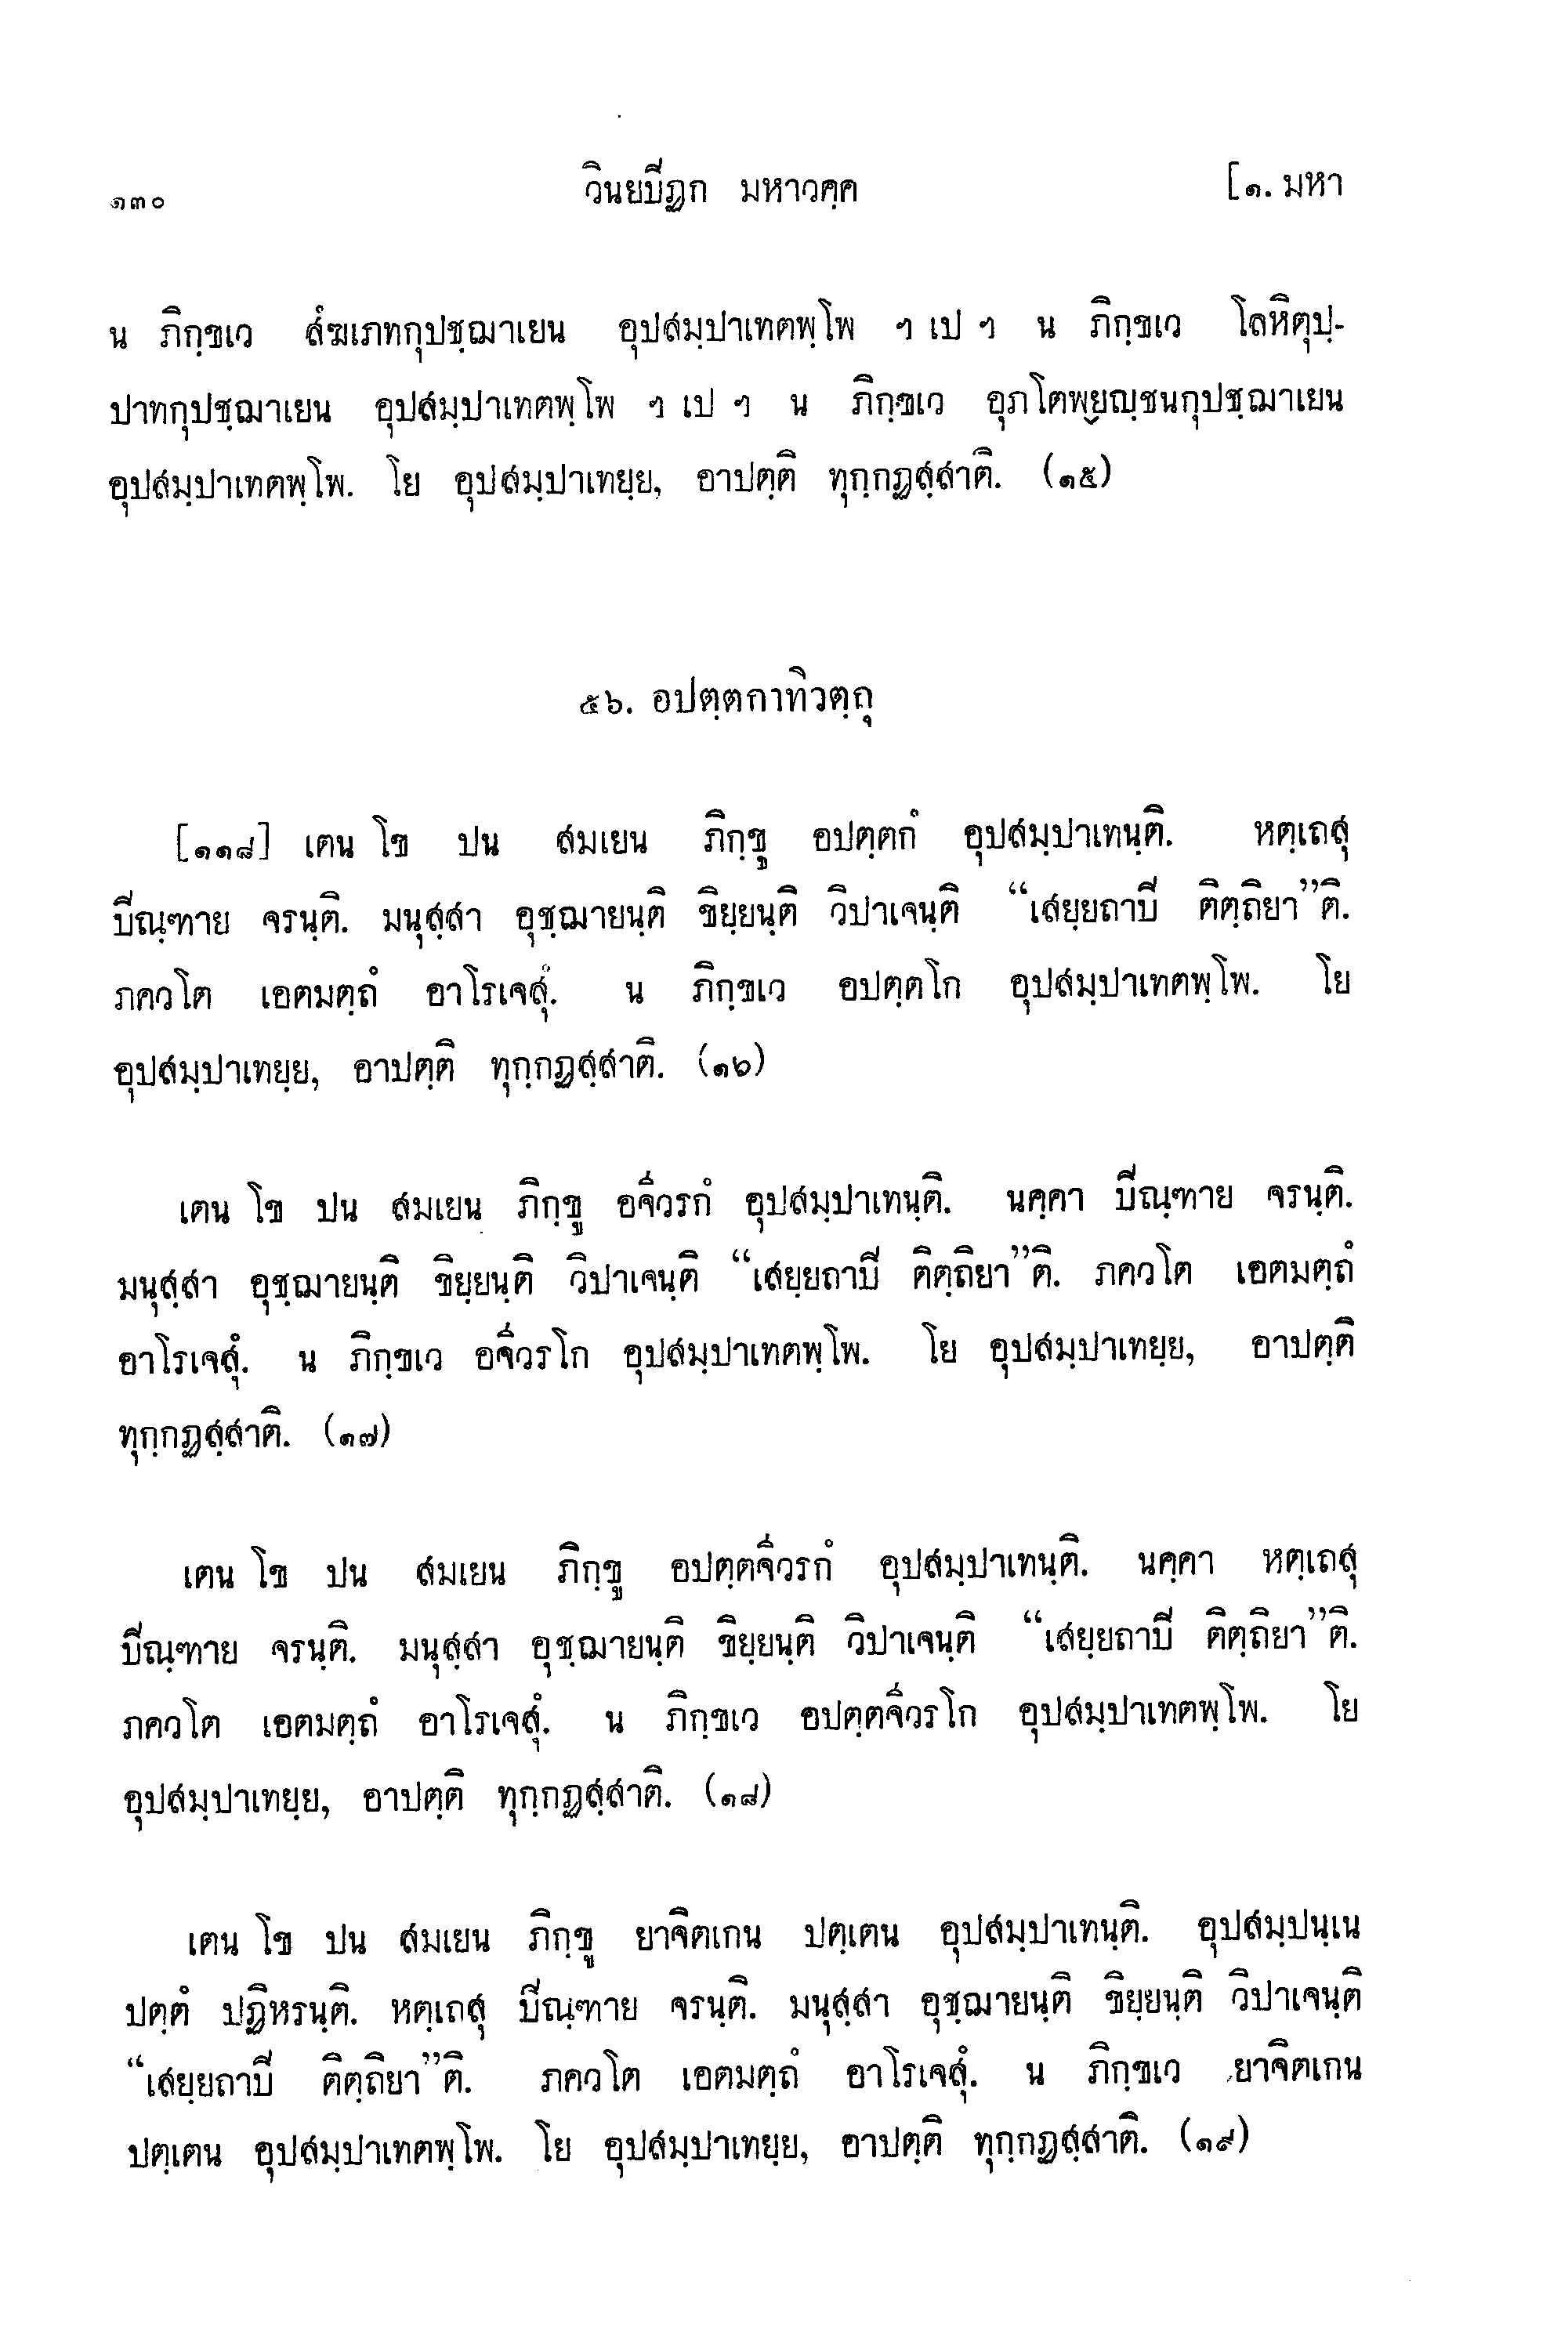 ๑๓๐ วินยปีฏก มหาวคฺค [๑. มหา
น ภิกฺขเว สํฆเภทกุปชฺฌาเยน อุปสมฺปาเทตพฺโพ ฯ เป ฯ น ภิกฺขเว โลหิตุปฺ-
ปาทกุปชฺฌาเยน อุปสมฺปาเทตพฺโพ ฯ เป ฯ น ภิกฺขเว อุภโตพฺยญฺชนกุปชฺฌาเยน
อุปสมฺปาเทตพฺโพ. โย อุปสมฺปาเทยฺย, อาปตฺติ ทุกฺกฏสฺสาติ. (๑๕)
๕๖. อปตฺตกาทิวตฺถุ
[๑๑๘] เตน โข ปน สมเยน ภิกฺขู อปตฺตกํ อุปสมฺปาเทนฺติ. หตฺเถสุ
ปิณฺฑาย จรนฺติ. มนุสฺสา อุชฺฌายนฺติ ขิยฺยนฺติ วิปาเจนฺติ “เสยฺยถาปิ ติตฺถิยา”ติ.
ภควโต เอตมตฺถํ อาโรเจสุํ. น ภิกฺขเว อปตฺตโก อุปสมฺปาเทตพฺโพ. โย
อุปสมฺปาเทยฺย, อาปตฺติ ทุกฺกฏสฺสาติ. (๑๖)
เตน โข ปน สมเยน ภิกฺขู อจีวรกํ อุปสมฺปาเทนฺติ. นคฺคา ปิณฺฑาย จรนฺติ.
มนุสฺสา อุชฺฌายนฺติ ขิยฺยนฺติ วิปาเจนฺติ “เสยฺยถาปิ ติตฺถิยา”ติ. ภควโต เอตมตฺถํ
อาโรเจสุํ. น ภิกฺขเว อจีวรโก อุปสมฺปาเทตพฺโพ. โย อุปสมฺปาเทยฺย, อาปตฺติ
ทุกฺกฏสฺสาติ. (๑๗)
เตน โข ปน สมเยน ภิกฺขู อปตฺตจีวรกํ อุปสมฺปาเทนฺติ. นคฺคา หตฺเถสุ
ปิณฺฑาย จรนฺติ. มนุสฺสา อุชฺฌายนฺติ ขิยฺยนฺติ วิปาเจนฺติ “เสยฺยถาปิ ติตฺถิยา”ติ.
ภควโต เอตมตฺถํ อาโรเจสุํ. น ภิกฺขเว อปตฺตจีวรโก อุปสมฺปาเทตพฺโพ. โย
อุปสมฺปาเทยฺย, อาปตฺติ ทุกฺกฏสฺสาติ. (๑๘)
เตน โข ปน สมเยน ภิกฺขู ยาจิตเกน ปตฺเตน อุปสมฺปาเทนฺติ. อุปสมฺปนฺเน
ปตฺตํ ปฏิหรนฺติ. หตฺเถสุ ปิณฺฑาย จรนฺติ. มนุสฺสา อุชฺฌายนฺติ ขิยฺยนฺติ วิปาเจนฺติ
“เสยฺยถาปิ ติตฺถิยา”ติ. ภควโต เอตมตฺถํ อาโรเจสุํ. น ภิกฺขเว ยาจิตเกน
ปตฺเตน อุปสมฺปาเทตพฺโพ. โย อุปสมฺปาเทยฺย, อาปตฺติ ทุกฺกฏสฺสาติ. (๑๙)